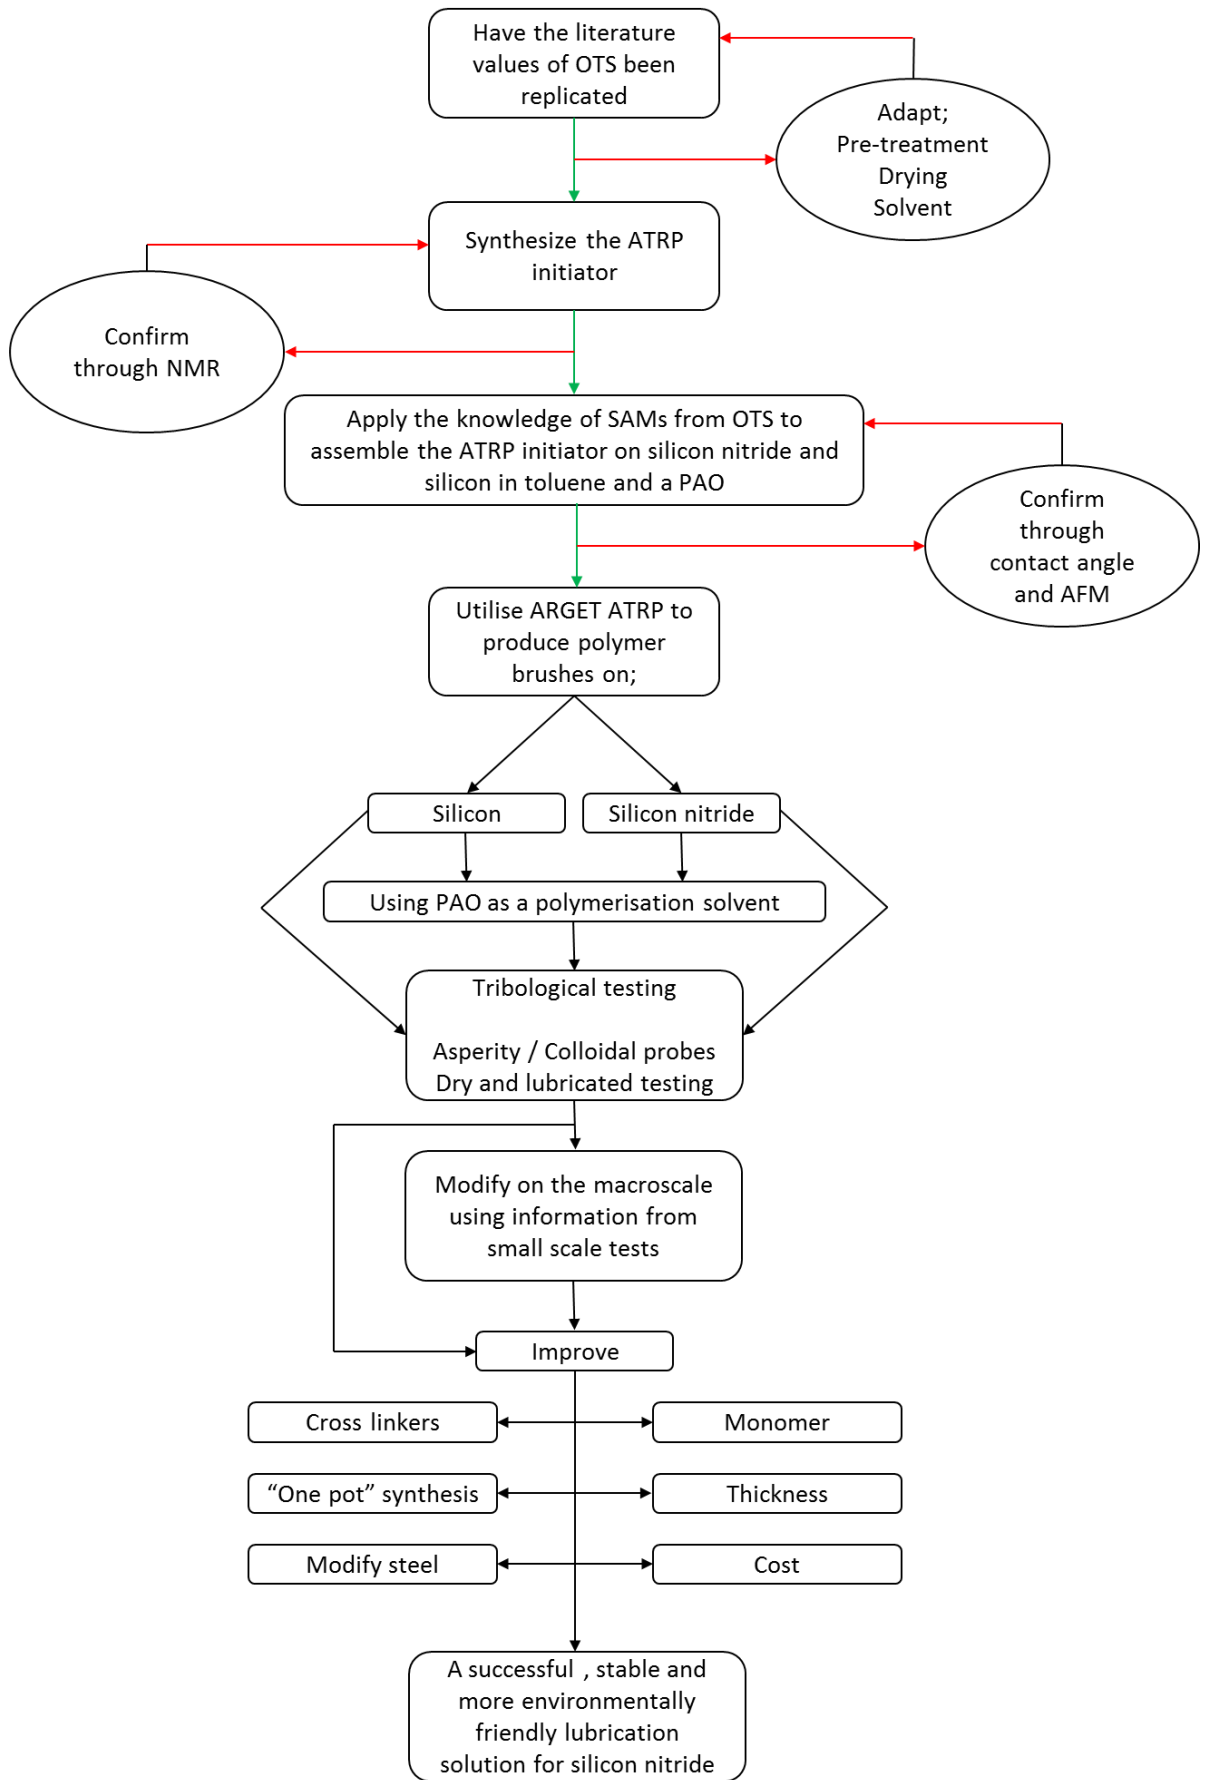 Have the literature
values of OTS been
replicated
Adapt;
Pre-treatment
Drying
Solvent
Synthesize the ATRP
initiator
Confirm
through NMR
Apply the knowledge of SAMs from OTS to
assemble the ATRP initiator on silicon nitride and
silicon in toluene and a PAO
Confirm
through
contact angle
and AFM
Utilise ARGET ATRP to
produce polymer
brushes on;
Silicon
Silicon nitride
Using PAO as a polymerisation solvent
Tribological testing
Asperity / Colloidal probes
Dry and lubricated testing
Modify on the macroscale
using information from
small scale tests
Improve
Cross linkers
Monomer
“One pot” synthesis
Thickness
Modify steel
Cost
A successful , stable and
more environmentally
friendly lubrication
solution for silicon nitride